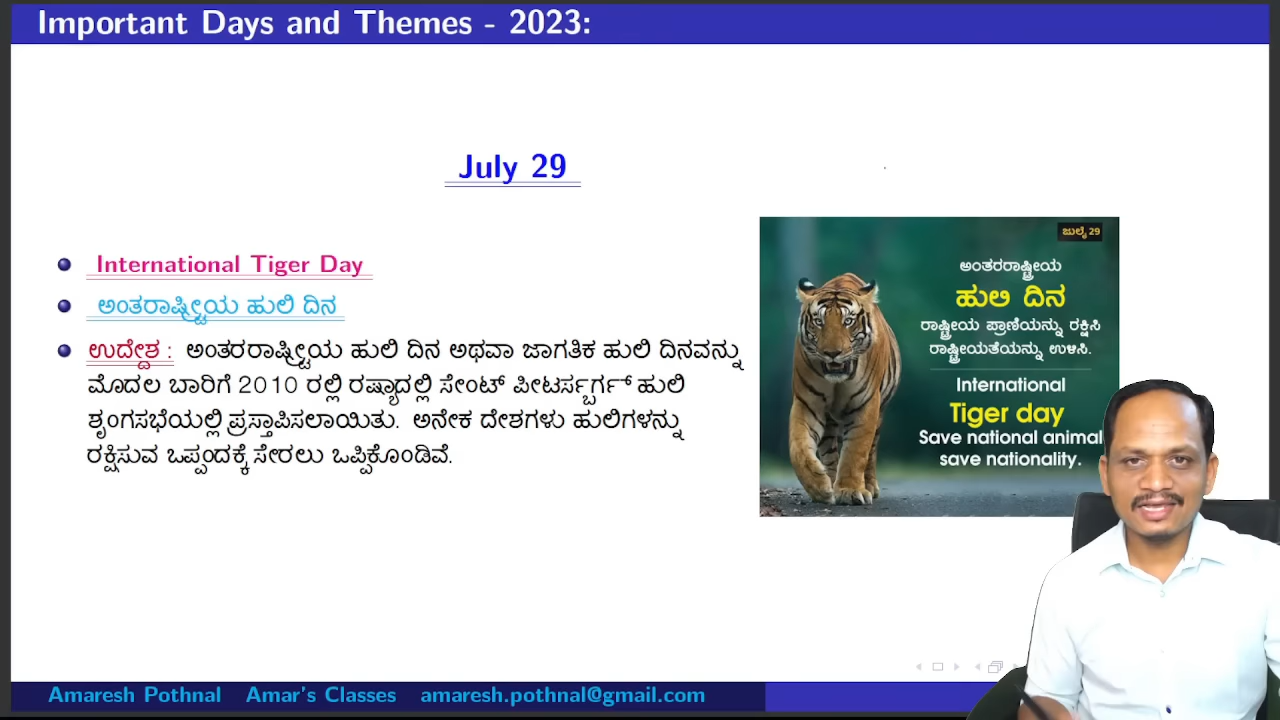 Important Days and Themes - 2023:
July 29
International Tiger Day
ಅಂತರಾಷ್ಟ್ರೀಯ ಹುಲಿ ದಿನ
ಉದ್ದೇಶ : ಅಂತರರಾಷ್ಟ್ರೀಯ ಹುಲಿ ದಿನ ಅಥವಾ ಜಾಗತಿಕ ಹುಲಿ ದಿನವನ್ನು
ಮೊದಲ ಬಾರಿಗೆ 2010 ರಲ್ಲಿ ರಷ್ಯಾದಲ್ಲಿ ಸೇಂಟ್ ಪೀಟರ್ಸ್ಬರ್ಗ್ ಹುಲಿ
ಶೃಂಗಸಭೆಯಲ್ಲಿ ಪ್ರಸ್ತಾಪಿಸಲಾಯಿತು. ಅನೇಕ ದೇಶಗಳು ಹುಲಿಗಳನ್ನು
ರಕ್ಷಿಸುವ ಒಪ್ಪಂದಕ್ಕೆ ಸೇರಲು ಒಪ್ಪಿಕೊಂಡಿವೆ.
ಜುಲೈ 29
ಅಂತರರಾಷ್ಟ್ರೀಯ
ಹುಲಿ ದಿನ
ರಾಷ್ಟ್ರೀಯ ಪ್ರಾಣಿಯನ್ನು ರಕ್ಷಿಸಿ
ರಾಷ್ಟ್ರೀಯತೆಯನ್ನು ಉಳಿಸಿ.
International
Tiger day
Save national animal
save nationality.
Amaresh Pothnal Amar's Classes amaresh.pothnal@gmail.com